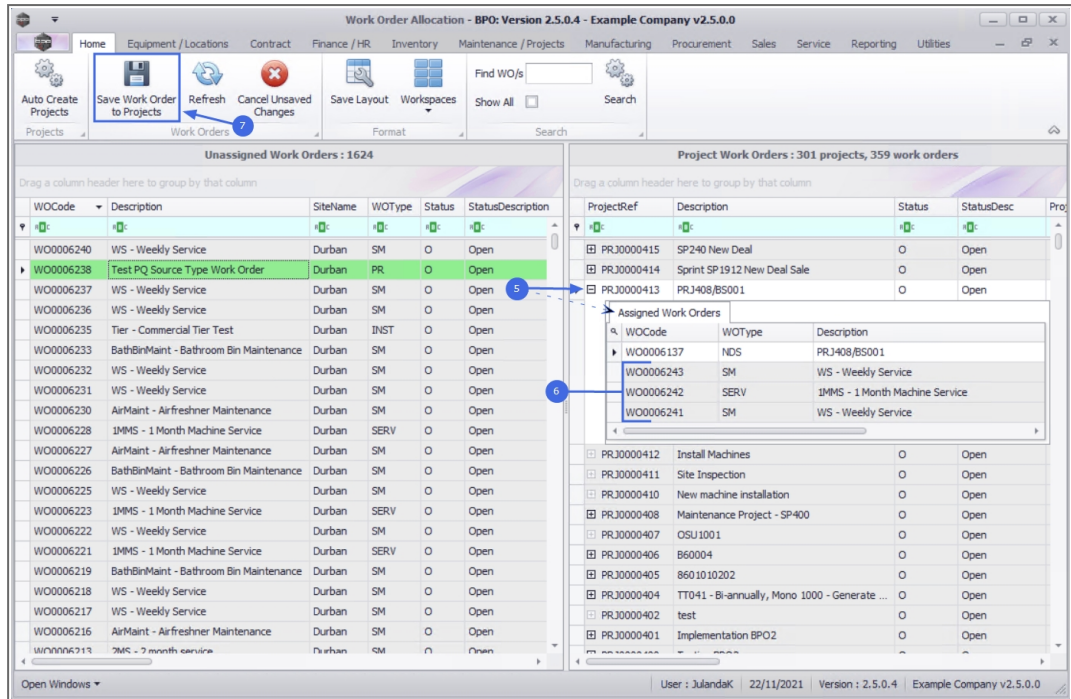 Work Order Allocation - BPO: Version 2.5.0.4 - Example Company v2.5.0.0
Home Equipment / Locations Contract Finance / HR Inventory Maintenance / Projects Manufacturing Procurement Sales Service Reporting Utilities
Auto Create Projects Save Work Order to Projects Refresh Cancel Unsaved Changes Save Layout Workspaces Find WO/s Show All Search
7
Projects Work Orders Format Search
Unassigned Work Orders : 1624
Drag a column header here to group by that column
WOCode Description SiteName WOType Status StatusDescription
WO0006240 WS - Weekly Service Durban SM O Open
WO0006238 Test PQ Source Type Work Order Durban PR O Open
WO0006237 WS - Weekly Service Durban SM O Open
WO0006236 WS - Weekly Service Durban SM O Open
WO0006235 Tier - Commercial Tier Test Durban INST O Open
WO0006233 BathBinMaint - Bathroom Bin Maintenance Durban SM O Open
WO0006232 WS - Weekly Service Durban SM O Open
WO0006231 WS - Weekly Service Durban SM O Open
WO0006230 AirMaint - Airfreshner Maintenance Durban SM O Open
WO0006228 1MMS - 1 Month Machine Service Durban SERV O Open
WO0006227 AirMaint - Airfreshner Maintenance Durban SM O Open
WO0006226 BathBinMaint - Bathroom Bin Maintenance Durban SM O Open
WO0006225 WS - Weekly Service Durban SM O Open
WO0006223 1MMS - 1 Month Machine Service Durban SERV O Open
WO0006222 WS - Weekly Service Durban SM O Open
WO0006221 1MMS - 1 Month Machine Service Durban SERV O Open
WO0006219 BathBinMaint - Bathroom Bin Maintenance Durban SM O Open
WO0006218 WS - Weekly Service Durban SM O Open
WO0006217 WS - Weekly Service Durban SM O Open
WO0006216 AirMaint - Airfreshner Maintenance Durban SM O Open
WO0006213 2MS - 2 month service Durban SM O Open
Project Work Orders : 301 projects, 359 work orders
Drag a column header here to group by that column
ProjectRef Description Status StatusDesc Proj
PRJ0000415 SP240 New Deal O Open
PRJ0000414 Sprint SP1912 New Deal Sale O Open
5
PRJ0000413 PRJ408/BS001 O Open
Assigned Work Orders
WOCode WOType Description
WO0006137 NDS PRJ408/BS001
WO0006243 SM WS - Weekly Service
6
WO0006242 SERV 1MMS - 1 Month Machine Service
WO0006241 SM WS - Weekly Service
PRJ0000412 Install Machines O Open
PRJ0000411 Site Inspection O Open
PRJ0000410 New machine installation O Open
PRJ0000408 Maintenance Project - SP400 O Open
PRJ0000407 OSU1001 O Open
PRJ0000406 B60004 O Open
PRJ0000405 8601010202 O Open
PRJ0000404 TT041 - Bi-annually, Mono 1000 - Generate ... O Open
PRJ0000402 test O Open
PRJ0000401 Implementation BPO2 O Open
Open Windows User : JulandaK 22/11/2021 Version : 2.5.0.4 Example Company v2.5.0.0